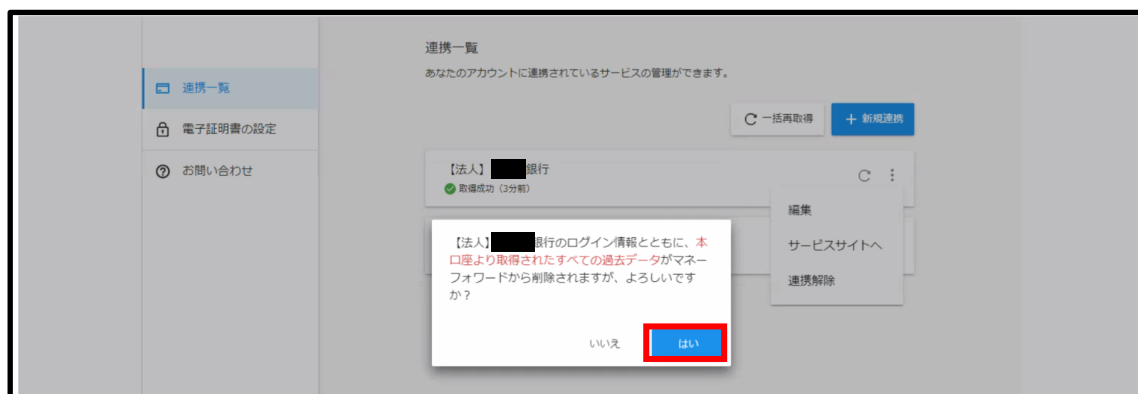 連携一覧
あなたのアカウントに連携されているサービスの管理ができます。
連携一覧
電子証明書の設定
お問い合わせ
一括再取得
+ 新規連携
【法人】 銀行
取得成功（3分前）
編集
サービスサイトへ
連携解除
【法人】 銀行のログイン情報とともに、本
口座より取得されたすべての過去データがマネー
フォワードから削除されますが、よろしいです
か？
いいえ
はい